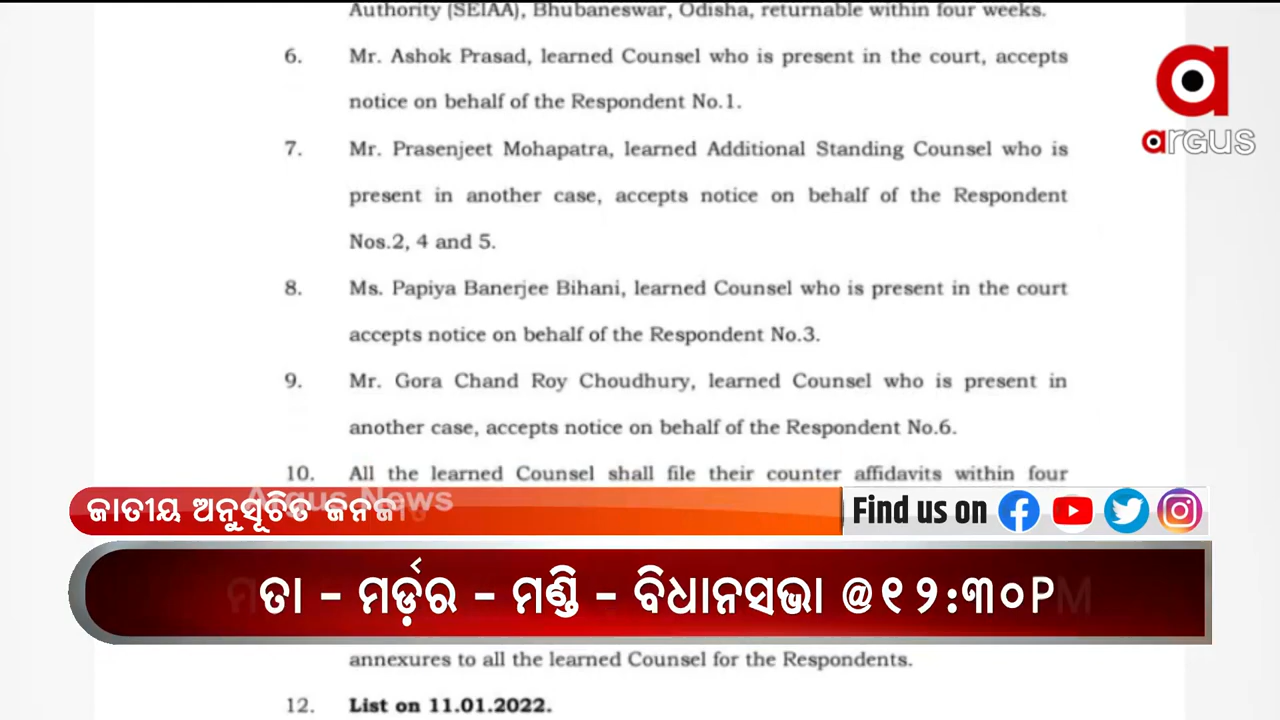 Authority (SEIAA), Bhubaneswar, Odisha, returnable within four weeks.
6. Mr. Ashok Prasad, learned Counsel who is present in the court, accepts
notice on behalf of the Respondent No.1.
argus
7. Mr. Prasenjeet Mohapatra, learned Additional Standing Counsel who is
present in another case, accepts notice on behalf of the Respondent
Nos.2, 4 and 5.
8. Ms. Papiya Banerjee Bihani, learned Counsel who is present in the court
accepts notice on behalf of the Respondent No.3.
9. Mr. Gora Chand Roy Choudhury, learned Counsel who is present in
another case, accepts notice on behalf of the Respondent No.6.
10. All the learned Counsel shall file their counter affidavits within four
Argus News
ଜାତୀୟ ଅନୁସୂଚିତ ଜନଜା
Find us on
ତା - ମର୍ଡ଼ର - ମଣ୍ଡି - ବିଧାନସଭା @୧୨:୩୦P
annexures to all the learned Counsel for the Respondents.
12. List on 11.01.2022.